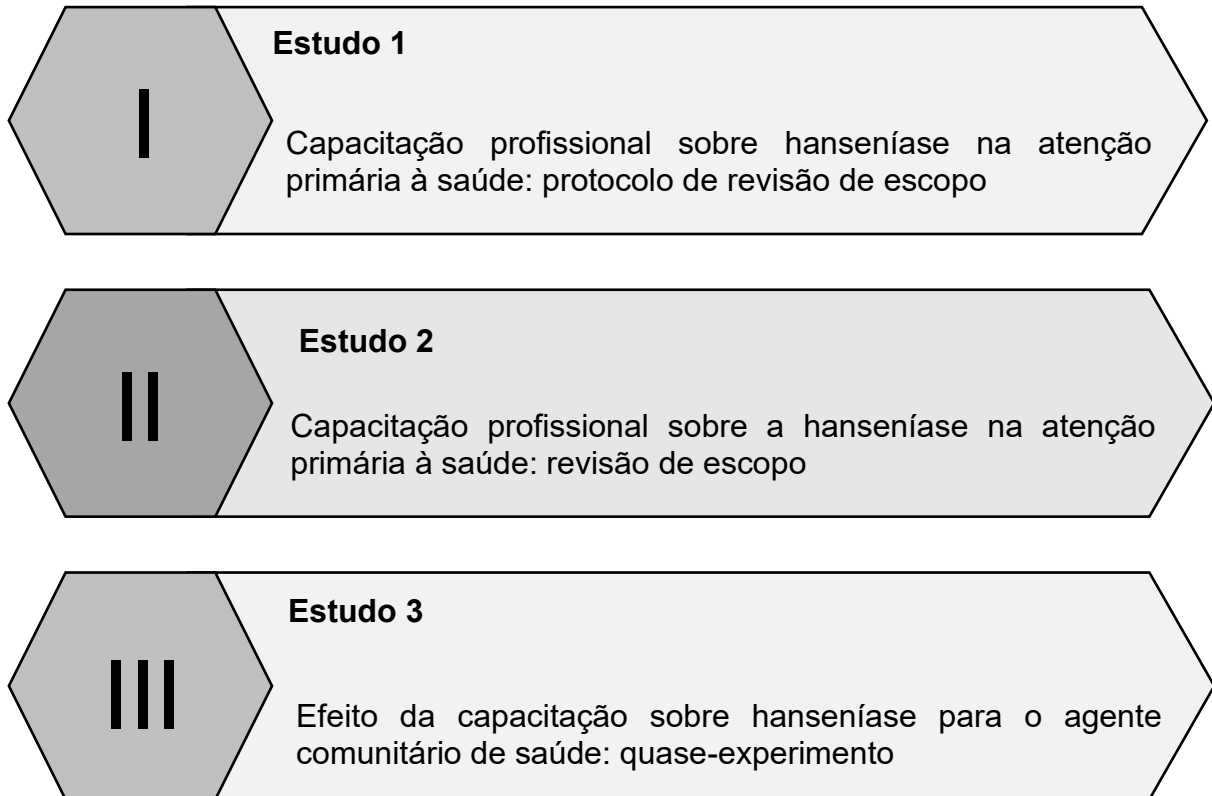 I
Estudo 1
Capacitação profissional sobre hanseníase na atenção
primária à saúde: protocolo de revisão de escopo
II
Estudo 2
Capacitação profissional sobre a hanseníase na atenção
primária à saúde: revisão de escopo
III
Estudo 3
Efeito da capacitação sobre hanseníase para o agente
comunitário de saúde: quase-experimento